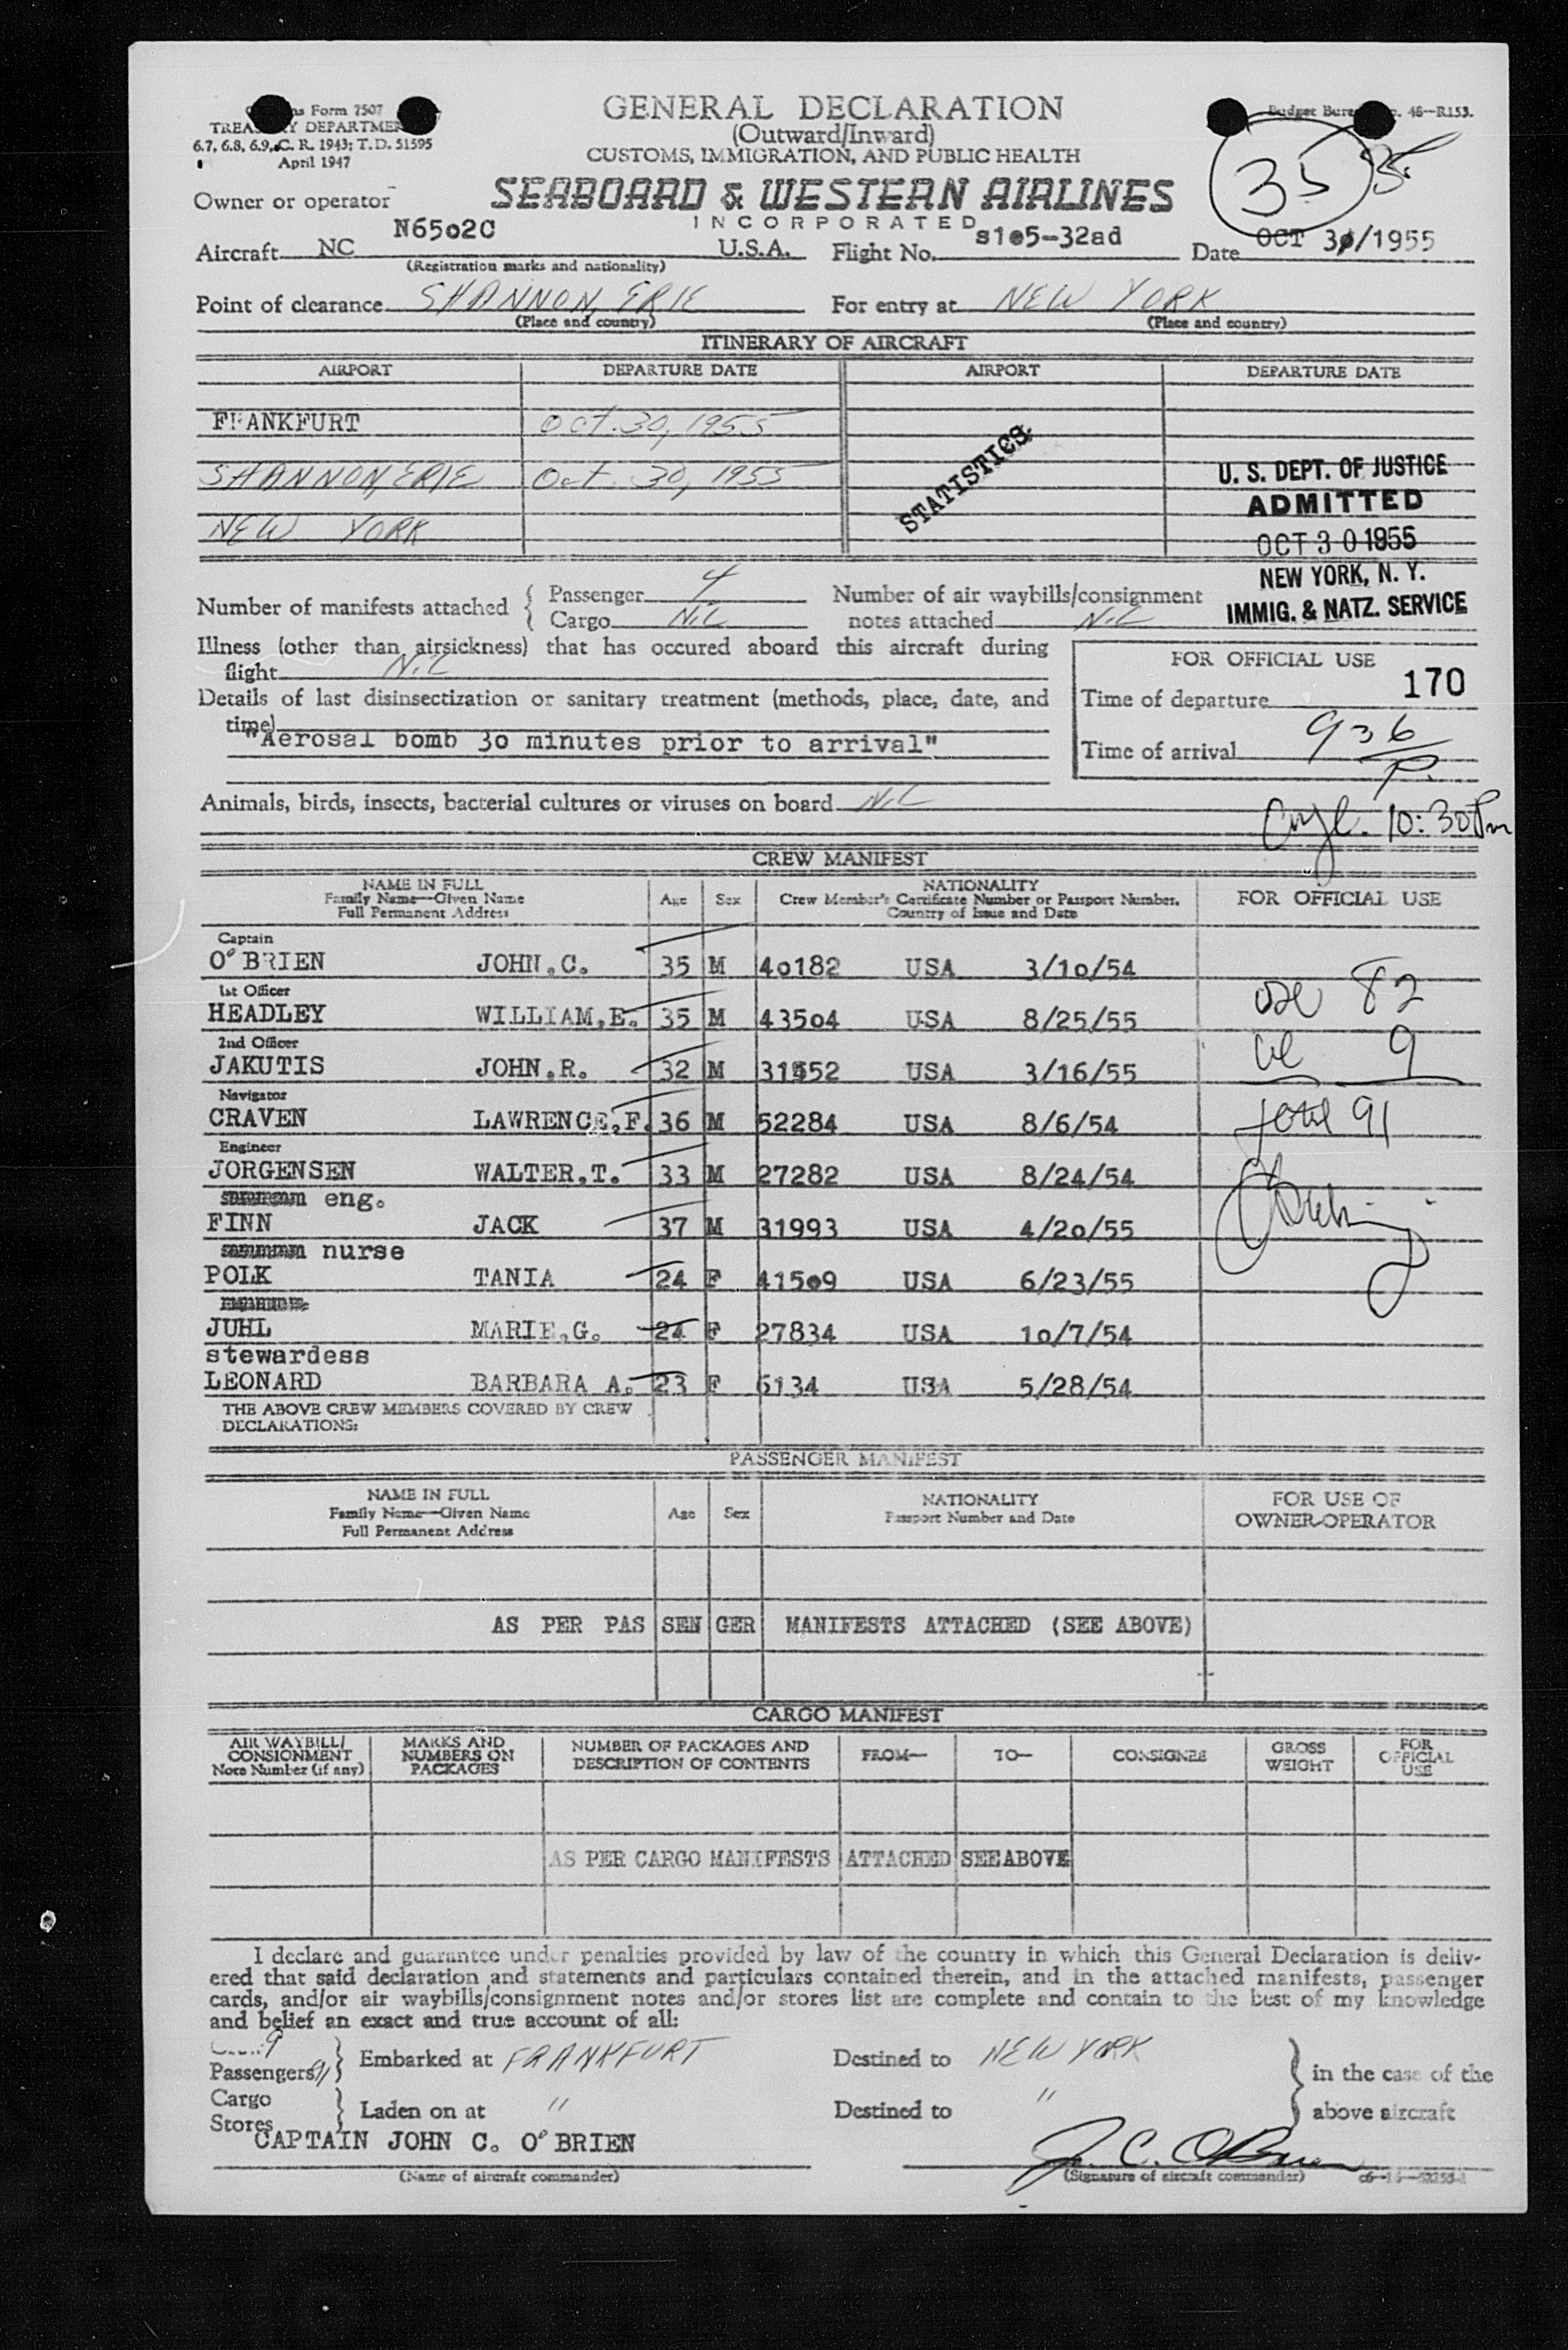 Customs Form 7507
TREASURY DEPARTMENT
6.7, 6.8, 6.9, C. R. 1943; T. D. 51595
April 1947
GENERAL DECLARATION
(Outward/Inward)
CUSTOMS, IMMIGRATION, AND PUBLIC HEALTH
Budget Bureau No. 46—R153.
35
35
Owner or operator
SEABOARD & WESTERN AIRLINES
INCORPORATED
Aircraft NC N65o2C U.S.A. Flight No. s1o5-32ad Date OCT 30/1955
(Registration marks and nationality)
Point of clearance SHANNON, ERIE For entry at NEW YORK
(Place and country) (Place and country)
ITINERARY OF AIRCRAFT
AIRPORT DEPARTURE DATE AIRPORT DEPARTURE DATE
FRANKFURT Oct. 30, 1955
STATISTICS
SHANNON, ERIE Oct. 30, 1955
NEW YORK
U. S. DEPT. OF JUSTICE
ADMITTED
OCT 3 0 1955
NEW YORK, N. Y.
IMMIG. & NATZ. SERVICE
Number of manifests attached { Passenger 4 Number of air waybills/consignment
Cargo NiL notes attached NiL
Illness (other than airsickness) that has occured aboard this aircraft during
flight NiL
Details of last disinsectization or sanitary treatment (methods, place, date, and
time)
"Aerosal bomb 3o minutes prior to arrival"
FOR OFFICIAL USE
170
Time of departure
Time of arrival 936
P.
Animals, birds, insects, bacterial cultures or viruses on board NiL
10:30 Pm
CREW MANIFEST
NAME IN FULL
Family Name—Given Name
Full Permanent Address
Age Sex
NATIONALITY
Crew Member's Certificate Number or Passport Number.
Country of Issue and Date
FOR OFFICIAL USE
Captain
O'BRIEN JOHN.C. 35 M 4o182 USA 3/1o/54
1st Officer
HEADLEY WILLIAM.E. 35 M 435o4 USA 8/25/55
82
2nd Officer
JAKUTIS JOHN.R. 32 M 31552 USA 3/16/55
9
Navigator
CRAVEN LAWRENCE.F. 36 M 52284 USA 8/6/54
total 91
Engineer
JORGENSEN WALTER.T. 33 M 27282 USA 8/24/54
eng.
FINN JACK 37 M 31993 USA 4/2o/55
nurse
POLK TANIA 24 F 415o9 USA 6/23/55
JUHL MARIE.G. 24 F 27834 USA 1o/7/54
stewardess
LEONARD BARBARA A. 23 F 6134 USA 5/28/54
THE ABOVE CREW MEMBERS COVERED BY CREW
DECLARATIONS:
PASSENGER MANIFEST
NAME IN FULL
Family Name—Given Name
Full Permanent Address
Age Sex
NATIONALITY
Passport Number and Date
FOR USE OF
OWNER-OPERATOR
AS PER PAS SEN GER MANIFESTS ATTACHED (SEE ABOVE)
CARGO MANIFEST
AIR WAYBILL/
CONSIGNMENT
Note Number (if any)
MARKS AND
NUMBERS ON
PACKAGES
NUMBER OF PACKAGES AND
DESCRIPTION OF CONTENTS
FROM—
TO—
CONSIGNEE
GROSS
WEIGHT
FOR
OFFICIAL
USE
AS PER CARGO MANIFESTS ATTACHED SEE ABOVE
I declare and guarantee under penalties provided by law of the country in which this General Declaration is deliv-
ered that said declaration and statements and particulars contained therein, and in the attached manifests, passenger
cards, and/or air waybills/consignment notes and/or stores list are complete and contain to the best of my knowledge
and belief an exact and true account of all:
Crew 9
Passengers 91 } Embarked at FRANKFURT Destined to NEW YORK } in the case of the
Cargo
Stores } Laden on at " Destined to " above aircraft
CAPTAIN JOHN C. O'BRIEN J. C. O'Brien
(Name of aircraft commander) (Signature of aircraft commander)